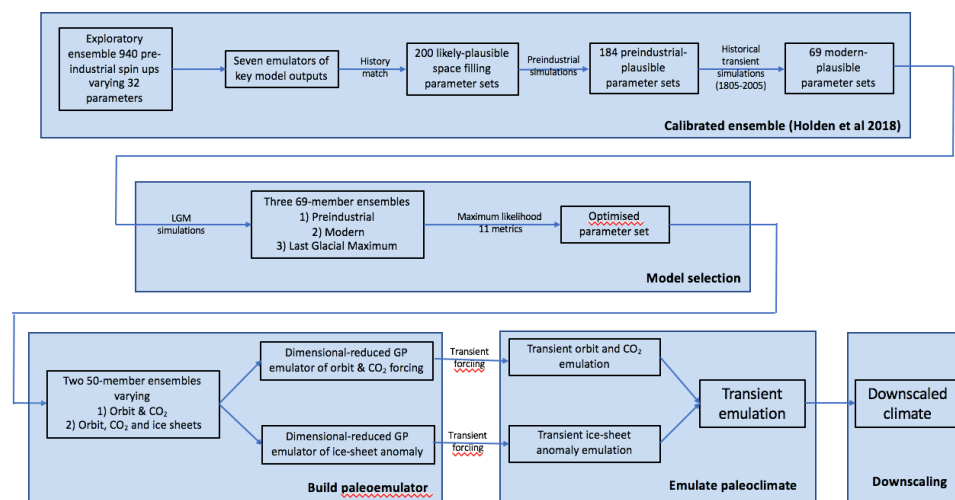 Exploratory
ensemble 940 pre-
industrial spin ups
varying 32
parameters
Seven emulators of
key model outputs
History
match
200 likely-plausible
space filling
parameter sets
Preindustrial
simulations
184 preindustrial-
plausible
parameter sets
Historical
transient
simulations
(1805-2005)
69 modern-
plausible
parameter sets
Calibrated ensemble (Holden et al 2018)
LGM
simulations
Three 69-member ensembles
1) Preindustrial
2) Modern
3) Last Glacial Maximum
Maximum likelihood
11 metrics
Optimised
parameter set
Model selection
Two 50-member ensembles
varying
1) Orbit & CO₂
2) Orbit, CO₂ and ice sheets
Dimensional-reduced GP
emulator of orbit & CO₂ forcing
Dimensional-reduced GP
emulator of ice-sheet anomaly
Build paleoemulator
Transient
forciing
Transient
forciing
Transient orbit and CO₂
emulation
Transient ice-sheet
anomaly emulation
Transient
emulation
Emulate paleoclimate
Downscaled
climate
Downscaling